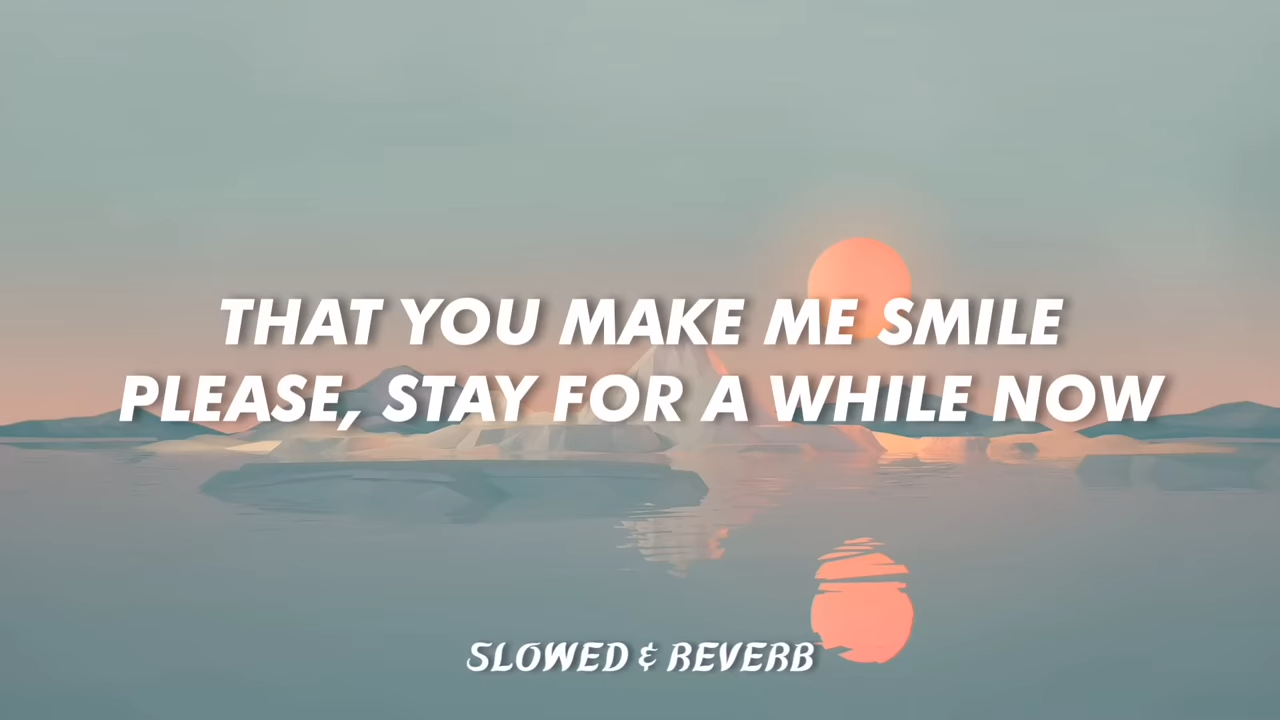 THAT YOU MAKE ME SMILE
PLEASE, STAY FOR A WHILE NOW
SLOWED & REVERB